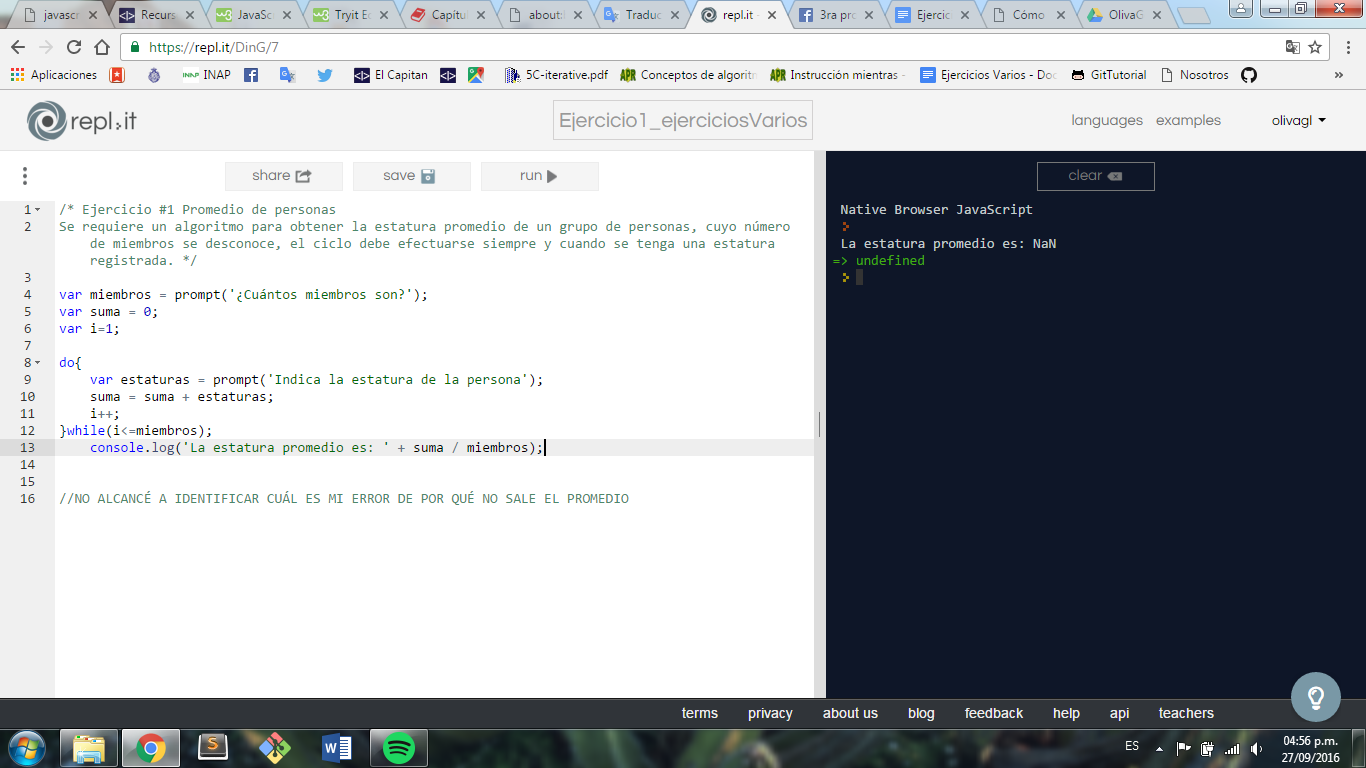 javascr
Recurs
JavaSc
Tryit Ec
Capítu
about:
Traduc
repl.it -
3ra pro
Ejercic
Cómo
OlivaG
https://repl.it/DinG/7
Aplicaciones
INAP INAP
El Capitan
5C-iterative.pdf
APR Conceptos de algorit
APR Instrucción mientras -
Ejercicios Varios - Doc
GitTutorial
Nosotros
»
repl.it
Ejercicio1_ejerciciosVarios
languages examples
olivagl
share
save
run
clear
1 /* Ejercicio #1 Promedio de personas
2 Se requiere un algoritmo para obtener la estatura promedio de un grupo de personas, cuyo número
de miembros se desconoce, el ciclo debe efectuarse siempre y cuando se tenga una estatura
registrada. */
3
4 var miembros = prompt('¿Cuántos miembros son?');
5 var suma = 0;
6 var i=1;
7
8 do{
9 var estaturas = prompt('Indica la estatura de la persona');
10 suma = suma + estaturas;
11 i++;
12 }while(i<=miembros);
13 console.log('La estatura promedio es: ' + suma / miembros);
14
15
16 //NO ALCANCÉ A IDENTIFICAR CUÁL ES MI ERROR DE POR QUÉ NO SALE EL PROMEDIO
Native Browser JavaScript
La estatura promedio es: NaN
=> undefined
terms privacy about us blog feedback help api teachers
ES
04:56 p.m.
27/09/2016